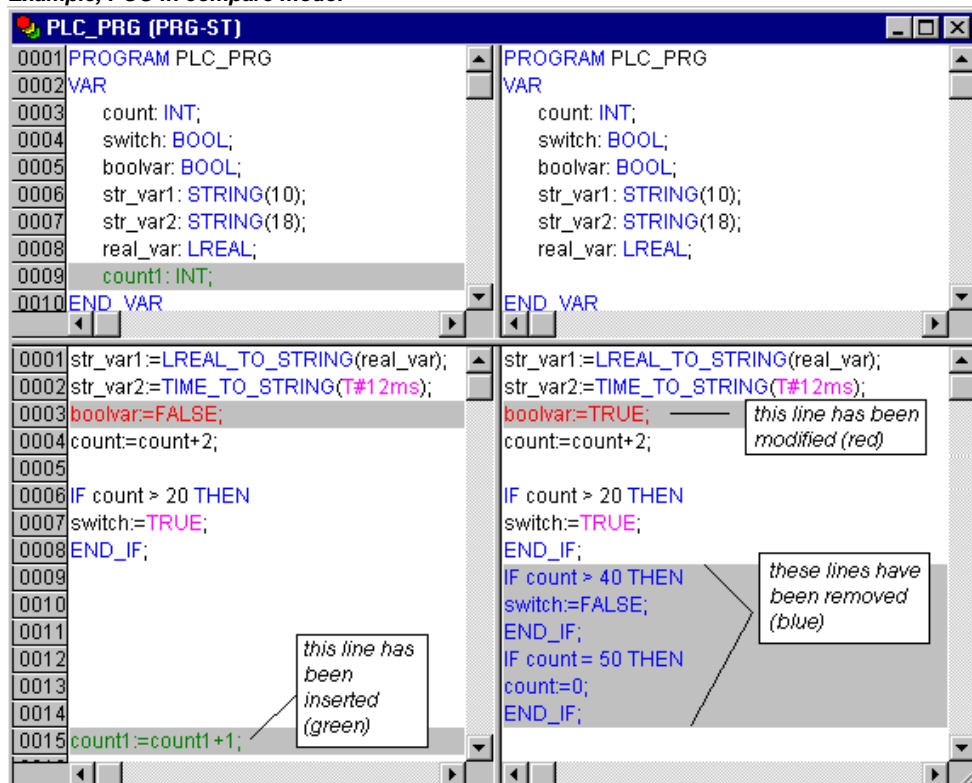 Example, POU in compare mode:
PLC_PRG (PRG-ST)
0001 PROGRAM PLC_PRG
0002 VAR
0003 count: INT;
0004 switch: BOOL;
0005 boolvar: BOOL;
0006 str_var1: STRING(10);
0007 str_var2: STRING(18);
0008 real_var: LREAL;
0009 count1: INT;
0010 END_VAR
PROGRAM PLC_PRG
VAR
count: INT;
switch: BOOL;
boolvar: BOOL;
str_var1: STRING(10);
str_var2: STRING(18);
real_var: LREAL;
END_VAR
0001 str_var1:=LREAL_TO_STRING(real_var);
0002 str_var2:=TIME_TO_STRING(T#12ms);
0003 boolvar:=FALSE;
0004 count:=count+2;
0005
0006 IF count > 20 THEN
0007 switch:=TRUE;
0008 END_IF;
0009
0010
0011
0012
0013
0014
0015 count1:=count1+1;
this line has
been
inserted
(green)
str_var1:=LREAL_TO_STRING(real_var);
str_var2:=TIME_TO_STRING(T#12ms);
boolvar:=TRUE;
count:=count+2;
IF count > 20 THEN
switch:=TRUE;
END_IF;
IF count > 40 THEN
switch:=FALSE;
END_IF;
IF count = 50 THEN
count:=0;
END_IF;
this line has been
modified (red)
these lines have
been removed
(blue)